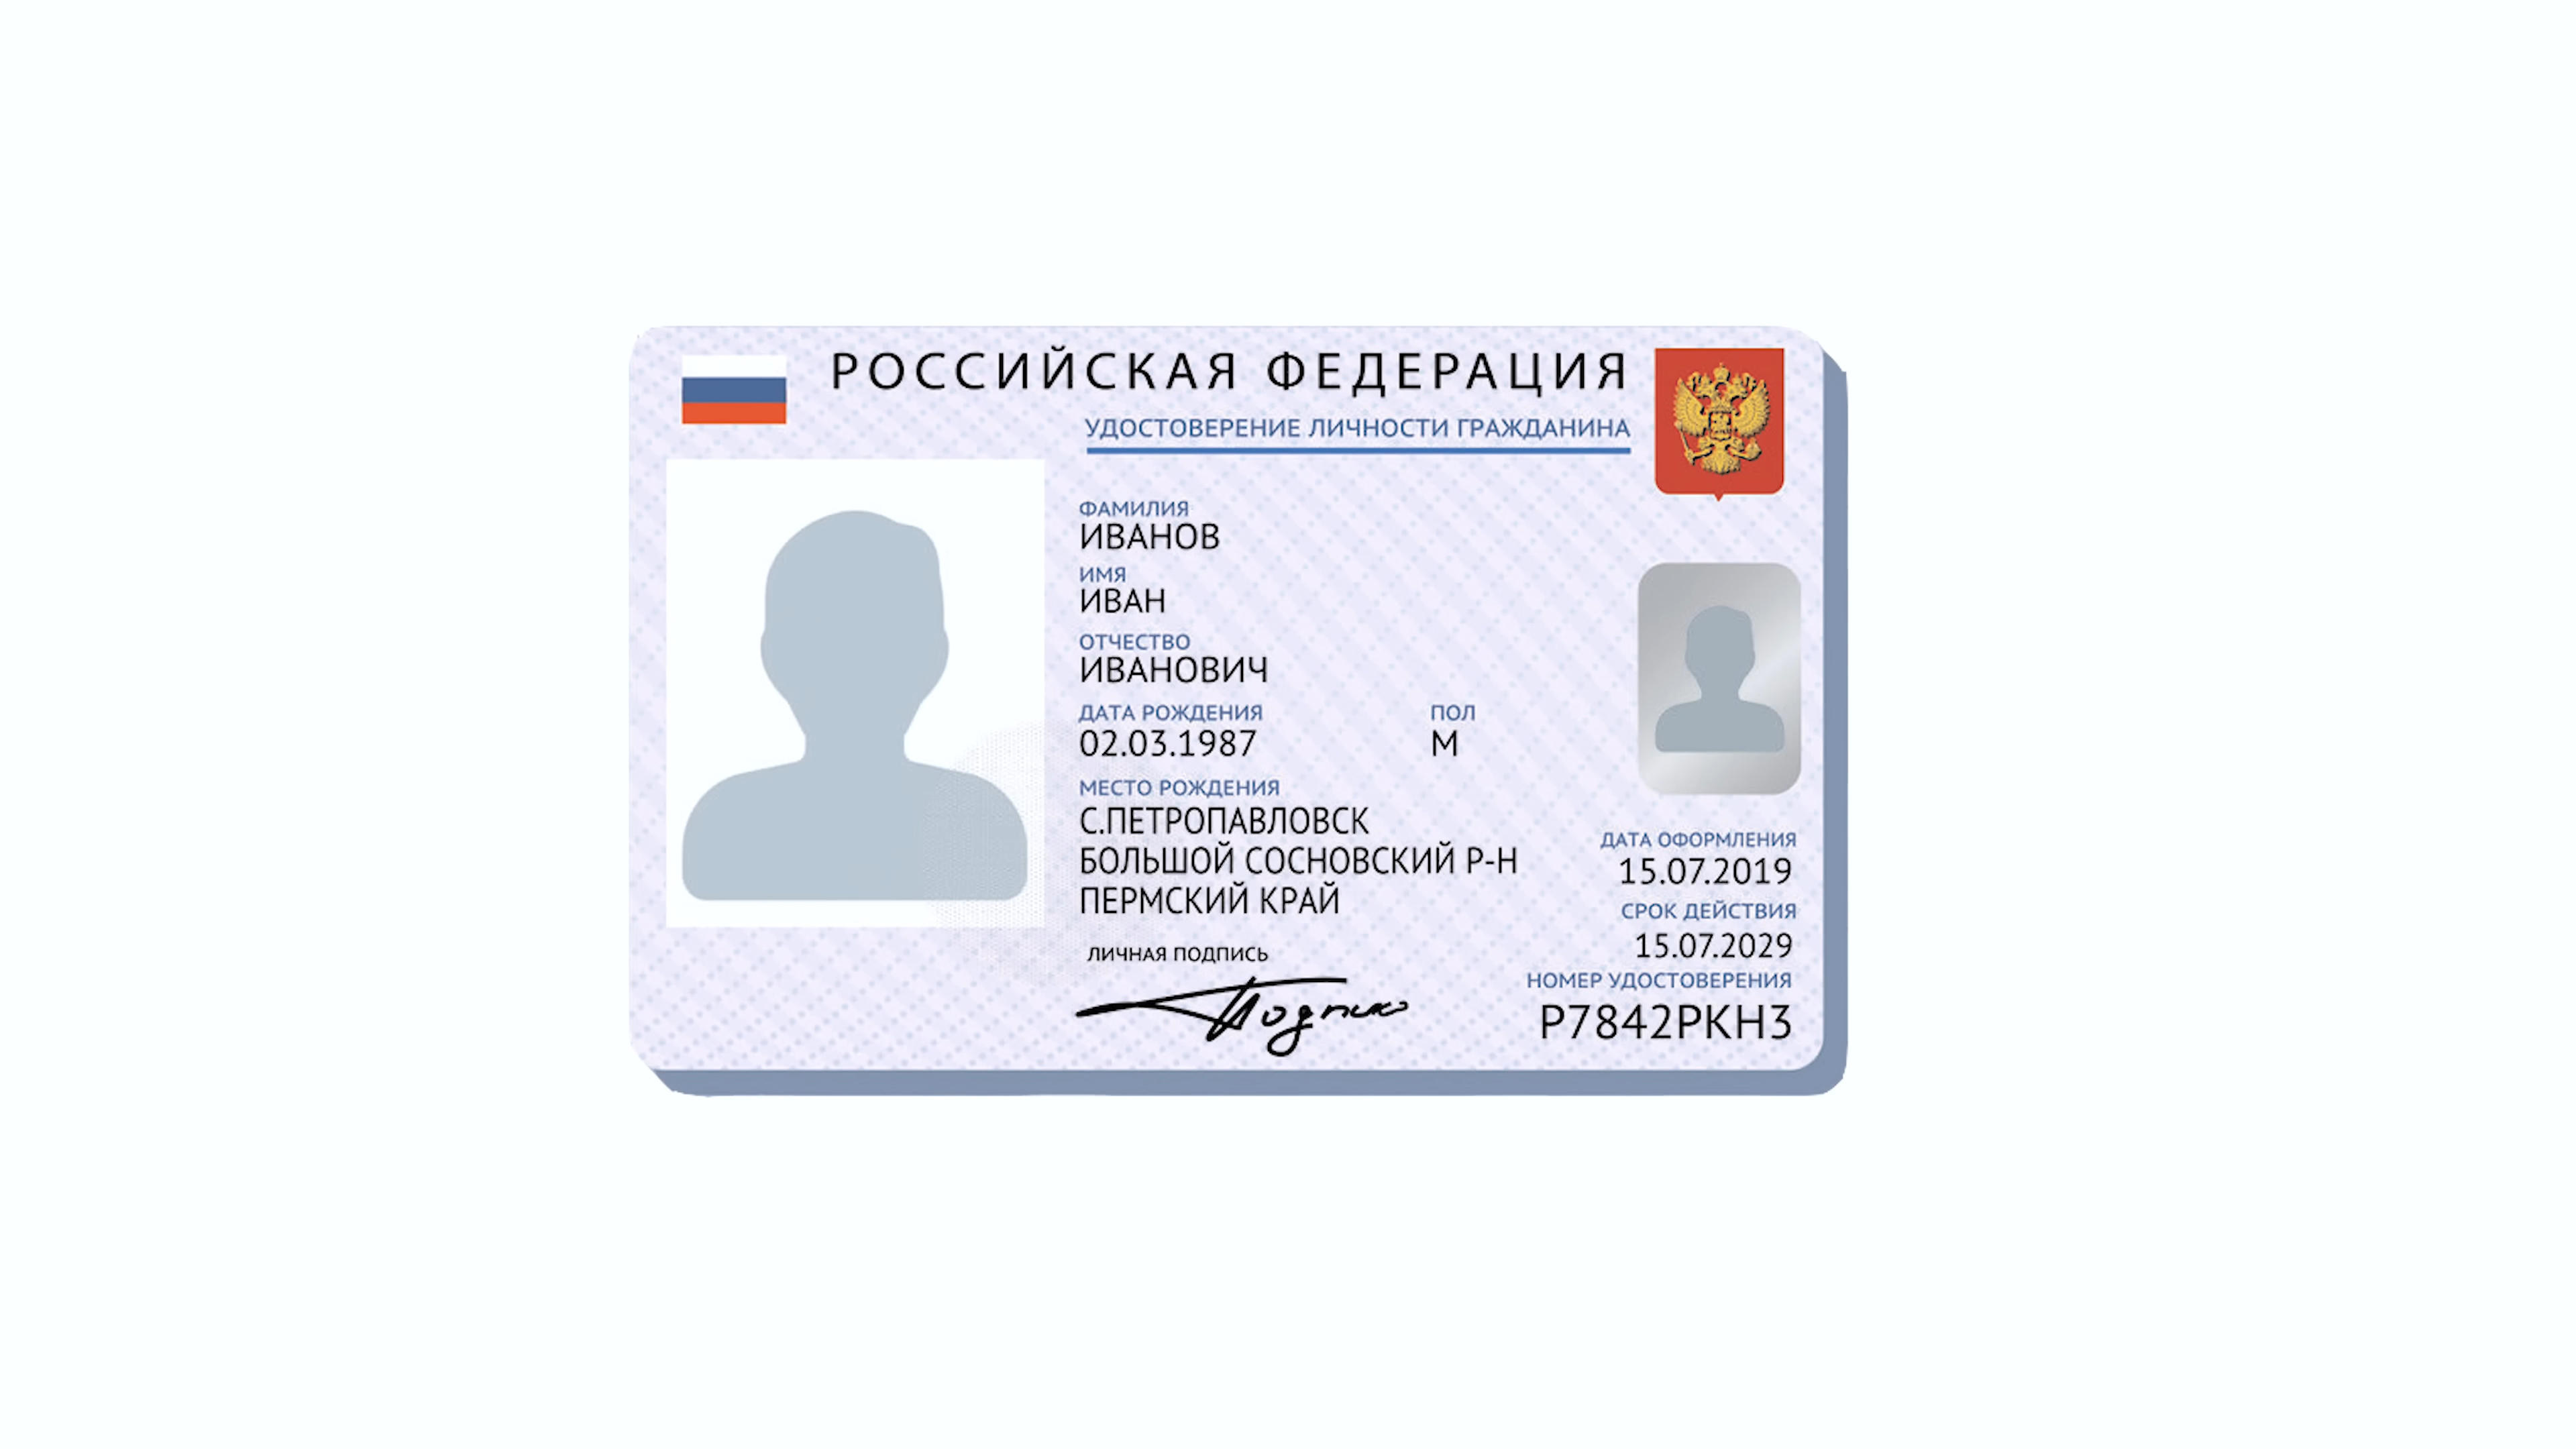 РОССИЙСКАЯ ФЕДЕРАЦИЯ
УДОСТОВЕРЕНИЕ ЛИЧНОСТИ ГРАЖДАНИНА
ФАМИЛИЯ
ИВАНОВ
ИМЯ
ИВАН
ОТЧЕСТВО
ИВАНОВИЧ
ДАТА РОЖДЕНИЯ
02.03.1987
ПОЛ
М
МЕСТО РОЖДЕНИЯ
С.ПЕТРОПАВЛОВСК
БОЛЬШОЙ СОСНОВСКИЙ Р-Н
ПЕРМСКИЙ КРАЙ
ЛИЧНАЯ ПОДПИСЬ
Подпись
ДАТА ОФОРМЛЕНИЯ
15.07.2019
СРОК ДЕЙСТВИЯ
15.07.2029
НОМЕР УДОСТОВЕРЕНИЯ
Р7842РКН3